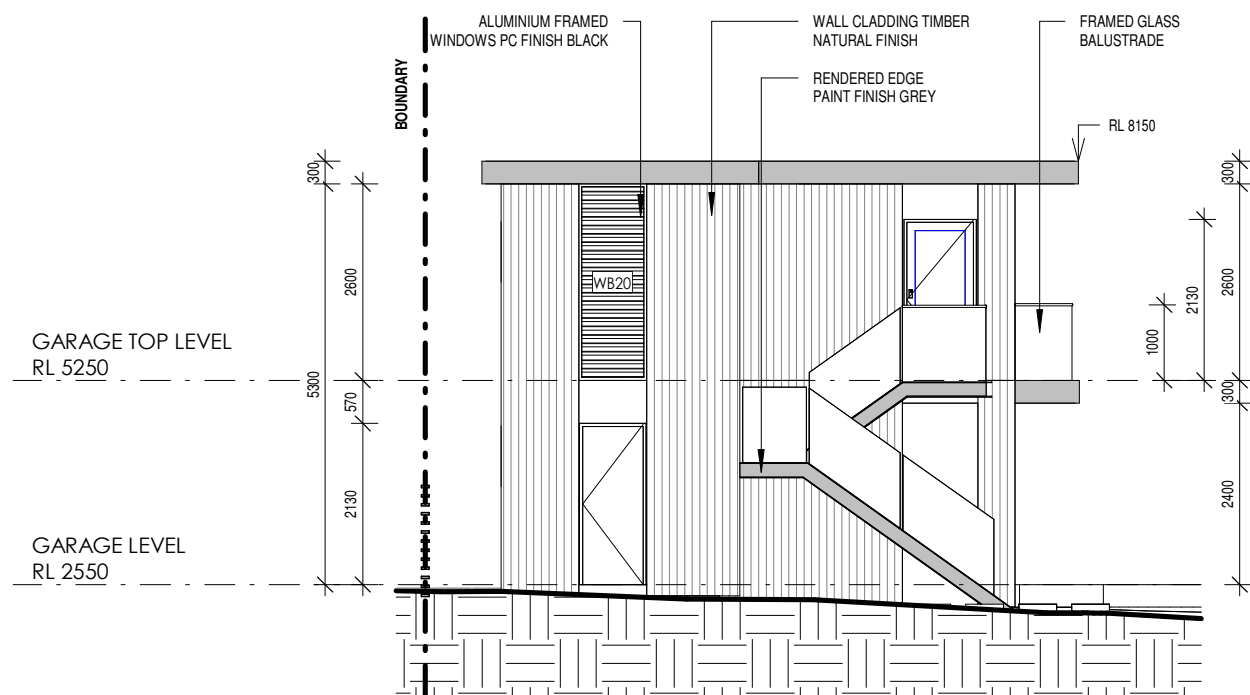 ALUMINIUM FRAMED
WINDOWS PC FINISH BLACK
WALL CLADDING TIMBER
NATURAL FINISH
FRAMED GLASS
BALUSTRADE
RENDERED EDGE
PAINT FINISH GREY
BOUNDARY
RL 8150
300
5300
2600
570
2130
WB20
GARAGE TOP LEVEL
RL 5250
GARAGE LEVEL
RL 2550
1000
2130
300
2600
300
2400